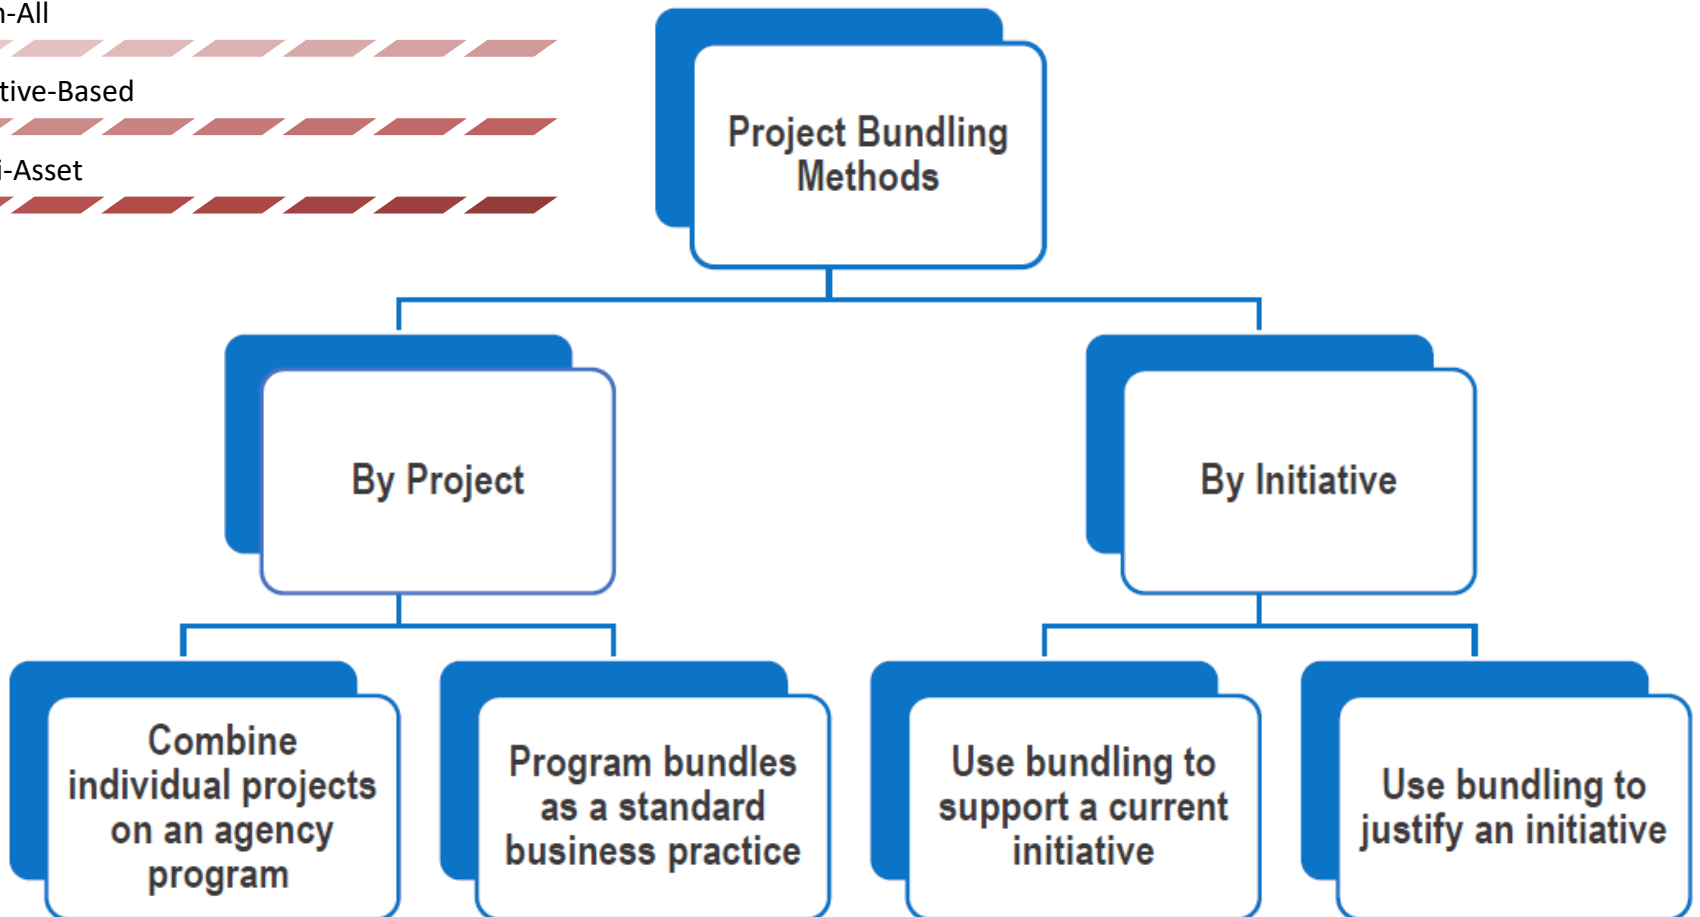 n-All
tive-Based
i-Asset
Project Bundling
Methods
By Project
By Initiative
Combine
individual projects
on an agency
program
Program bundles
as a standard
business practice
Use bundling to
support a current
initiative
Use bundling to
justify an initiative